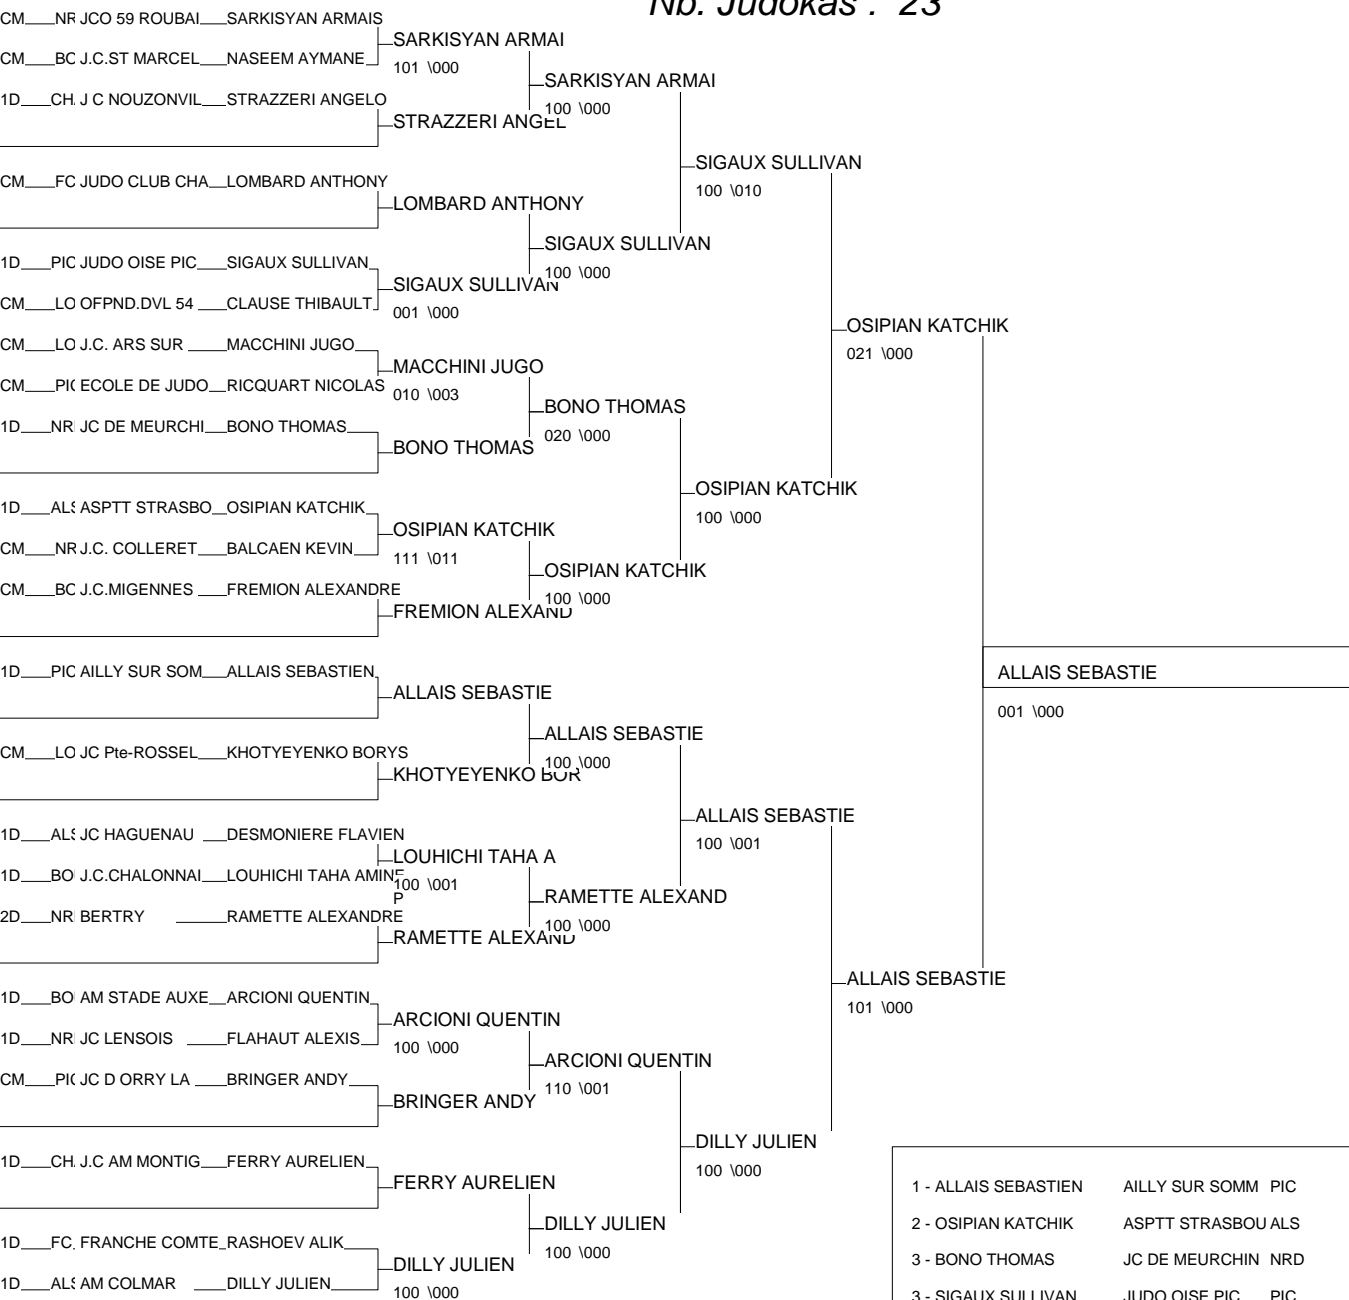 Nb. Judokas : 23
CM NR JCO 59 ROUBAI SARKISYAN ARMAIS
SARKISYAN ARMAI
CM BO J.C.ST MARCEL NASEEM AYMANE
101 \000
SARKISYAN ARMAI
1D CH J C NOUZONVIL STRAZZERI ANGELO
100 \000
STRAZZERI ANGEL
SIGAUX SULLIVAN
CM FC JUDO CLUB CHA LOMBARD ANTHONY
100 \010
LOMBARD ANTHONY
SIGAUX SULLIVAN
1D PIC JUDO OISE PIC SIGAUX SULLIVAN
100 \000
SIGAUX SULLIVAN
CM LO OFPND.DVL 54 CLAUSE THIBAULT
001 \000
OSIPIAN KATCHIK
CM LO J.C. ARS SUR MACCHINI JUGO
021 \000
MACCHINI JUGO
CM PI ECOLE DE JUDO RICQUART NICOLAS
010 \003
BONO THOMAS
1D NR JC DE MEURCHI BONO THOMAS
020 \000
BONO THOMAS
OSIPIAN KATCHIK
1D ALS ASPTT STRASBO OSIPIAN KATCHIK
100 \000
OSIPIAN KATCHIK
CM NR J.C. COLLERET BALCAEN KEVIN
111 \011
OSIPIAN KATCHIK
CM BO J.C.MIGENNES FREMION ALEXANDRE
100 \000
FREMION ALEXAND
1D PIC AILLY SUR SOM ALLAIS SEBASTIEN
ALLAIS SEBASTIE
ALLAIS SEBASTIE
001 \000
ALLAIS SEBASTIE
CM LO JC Pte-ROSSEL KHOTYEYENKO BORYS
100 \000
KHOTYEYENKO BOR
ALLAIS SEBASTIE
1D ALS JC HAGUENAU DESMONIERE FLAVIEN
100 \001
LOUHICHI TAHA A
1D BO J.C.CHALONNAI LOUHICHI TAHA AMINE
P
100 \001
RAMETTE ALEXAND
2D NR BERTRY RAMETTE ALEXANDRE
100 \000
RAMETTE ALEXAND
ALLAIS SEBASTIE
1D BO AM STADE AUXE ARCIONI QUENTIN
101 \000
ARCIONI QUENTIN
1D NR JC LENSOIS FLAHAUT ALEXIS
100 \000
ARCIONI QUENTIN
CM PI JC D ORRY LA BRINGER ANDY
110 \001
BRINGER ANDY
DILLY JULIEN
1D CH J.C AM MONTIG FERRY AURELIEN
100 \000
FERRY AURELIEN
DILLY JULIEN
1D FC FRANCHE COMTE RASHOEV ALIK
100 \000
DILLY JULIEN
1D ALS AM COLMAR DILLY JULIEN
100 \000
1 - ALLAIS SEBASTIEN AILLY SUR SOMM PIC
2 - OSIPIAN KATCHIK ASPTT STRASBOU ALS
3 - BONO THOMAS JC DE MEURCHIN NRD
3 - SIGAUX SULLIVAN JUDO OISE PIC PIC